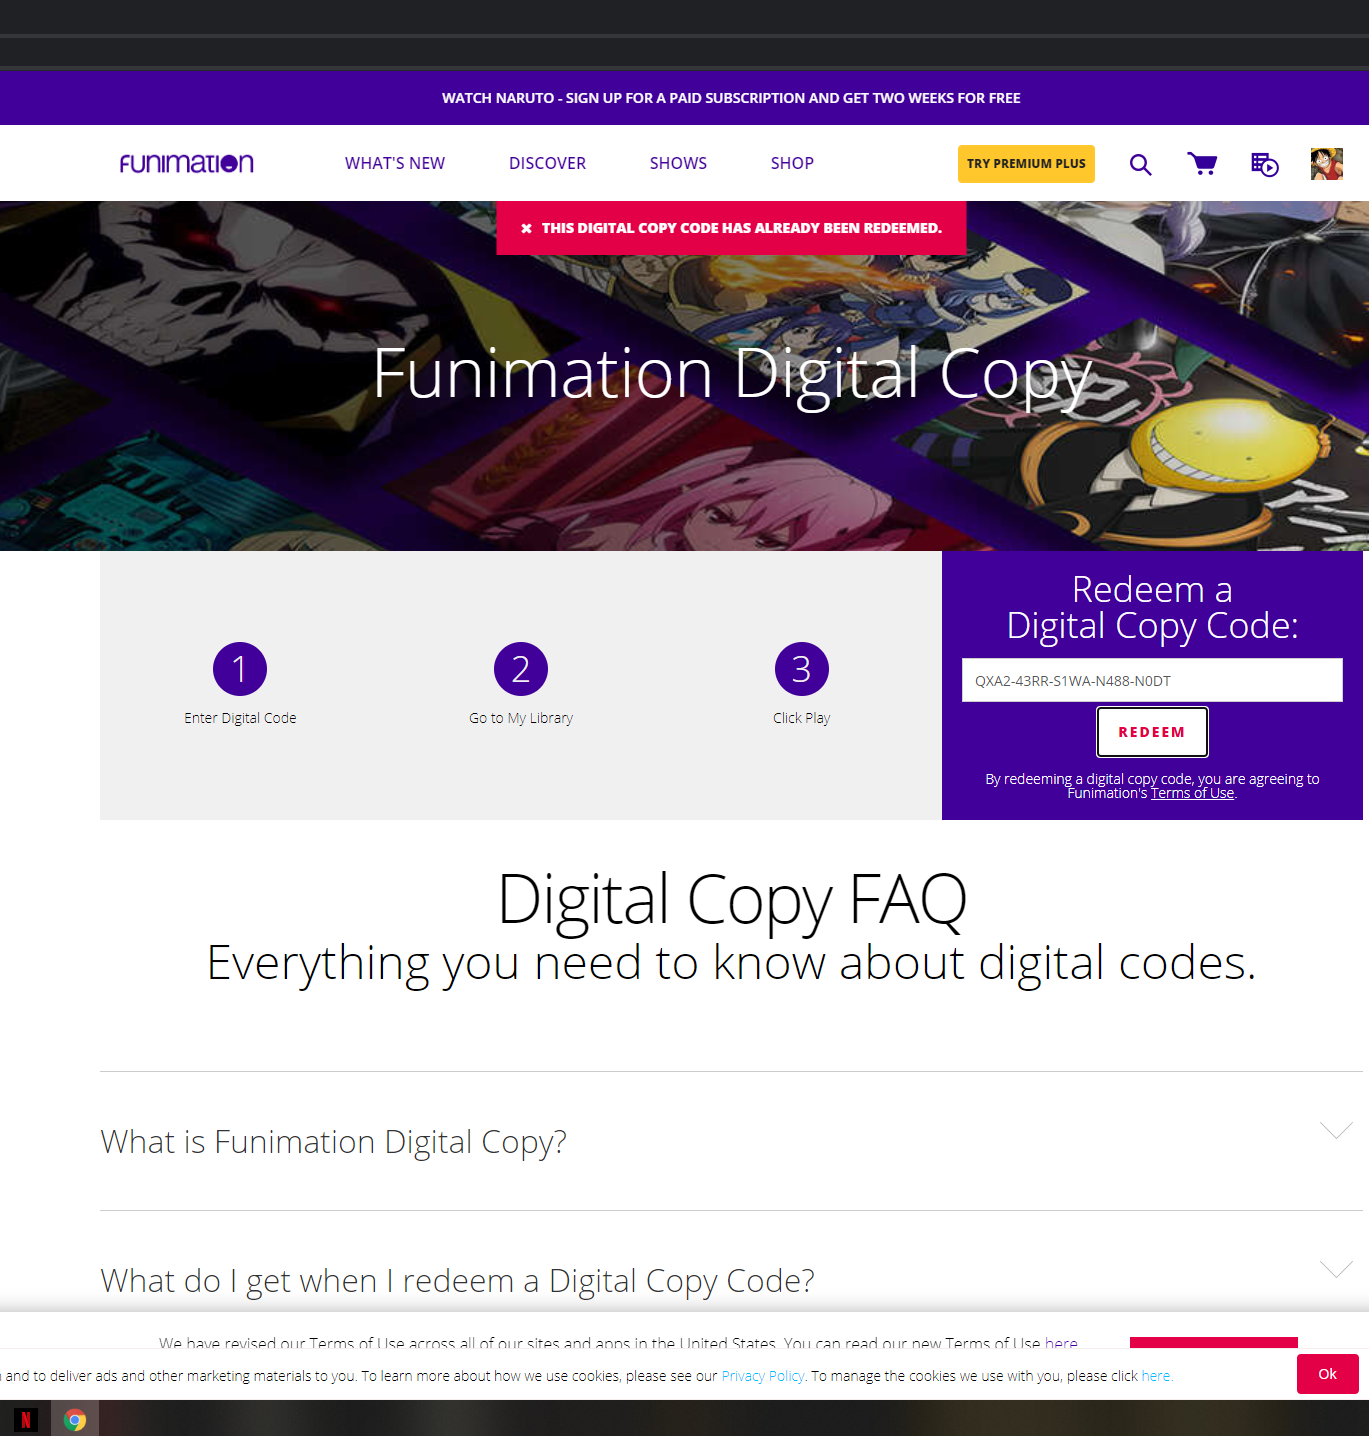 WATCH NARUTO - SIGN UP FOR A PAID SUBSCRIPTION AND GET TWO WEEKS FOR FREE
FUNIMATION
WHAT'S NEW
DISCOVER
SHOWS
SHOP
TRY PREMIUM PLUS
✖ THIS DIGITAL COPY CODE HAS ALREADY BEEN REDEEMED.
Funimation Digital Copy
1
Enter Digital Code
2
Go to My Library
3
Click Play
Redeem a
Digital Copy Code:
QXA2-43RR-S1WA-N488-N0DT
REDEEM
By redeeming a digital copy code, you are agreeing to
Funimation's Terms of Use.
Digital Copy FAQ
Everything you need to know about digital codes.
What is Funimation Digital Copy?
What do I get when I redeem a Digital Copy Code?
We have revised our Terms of Use across all of our sites and apps in the United States. You can read our new Terms of Use here
and to deliver ads and other marketing materials to you. To learn more about how we use cookies, please see our Privacy Policy. To manage the cookies we use with you, please click here.
Ok
N